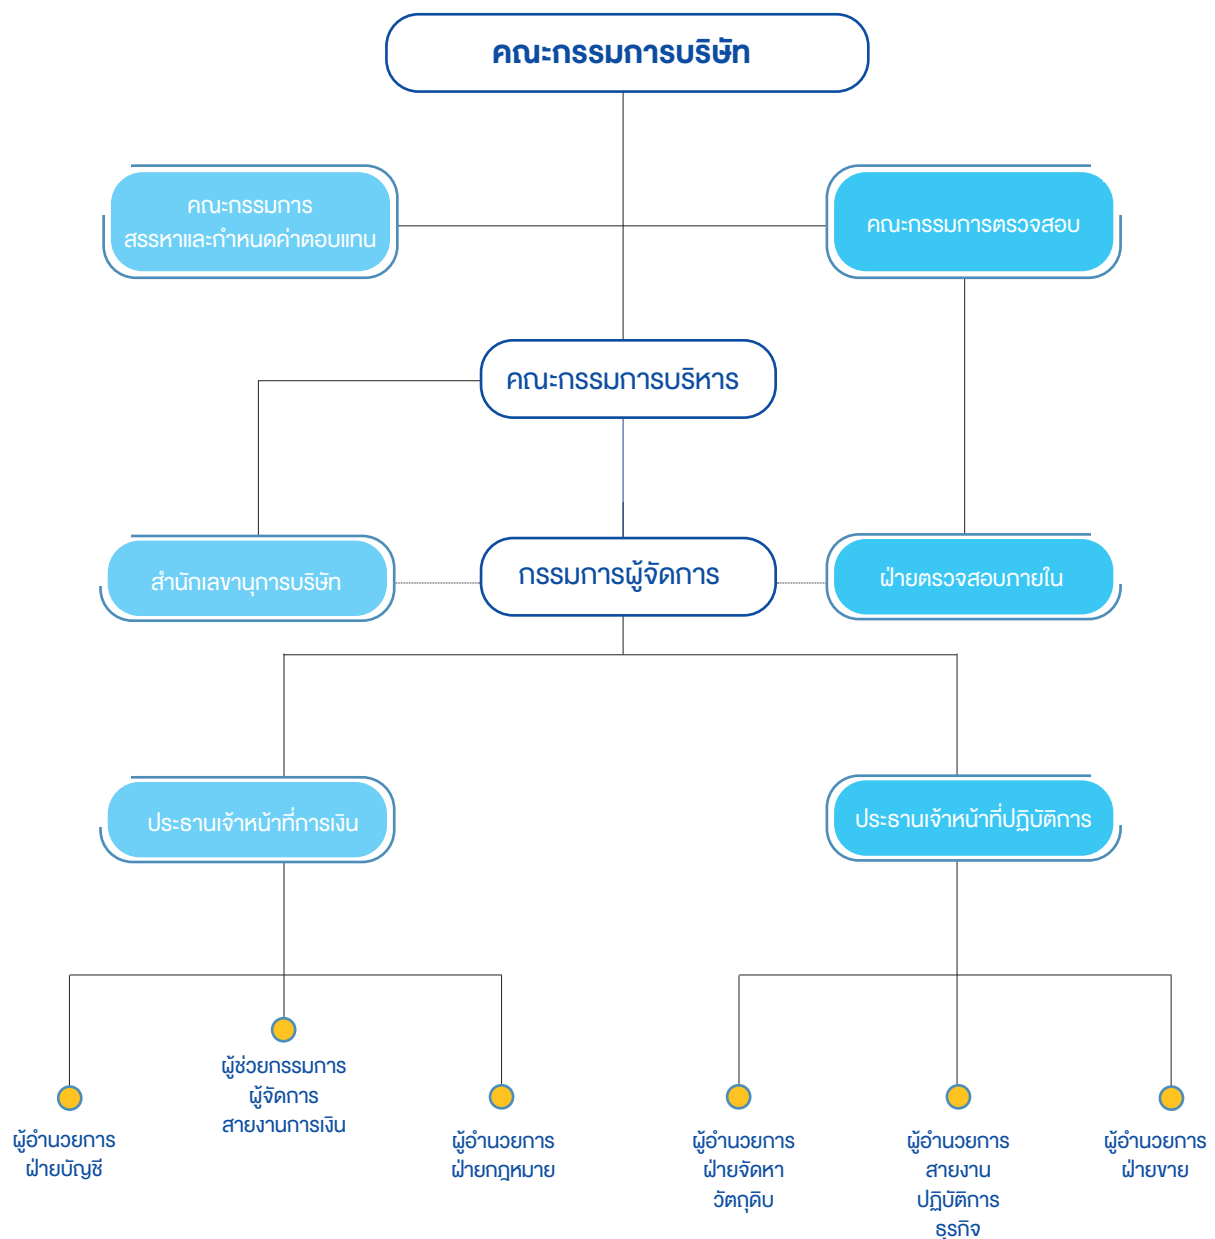 คณะกรรมการบริษัท
คณะกรรมการ
สรรหาและกำหนดค่าตอบแทน
คณะกรรมการตรวจสอบ
คณะกรรมการบริหาร
สำนักเลขานุการบริษัท
กรรมการผู้จัดการ
ฝ่ายตรวจสอบภายใน
ประธานเจ้าหน้าที่การเงิน
ประธานเจ้าหน้าที่ปฏิบัติการ
ผู้อำนวยการ
ฝ่ายบัญชี
ผู้ช่วยกรรมการ
ผู้จัดการ
สายงานการเงิน
ผู้อำนวยการ
ฝ่ายกฎหมาย
ผู้อำนวยการ
ฝ่ายจัดหา
วัตถุดิบ
ผู้อำนวยการ
สายงาน
ปฏิบัติการ
ธุรกิจ
ผู้อำนวยการ
ฝ่ายขาย